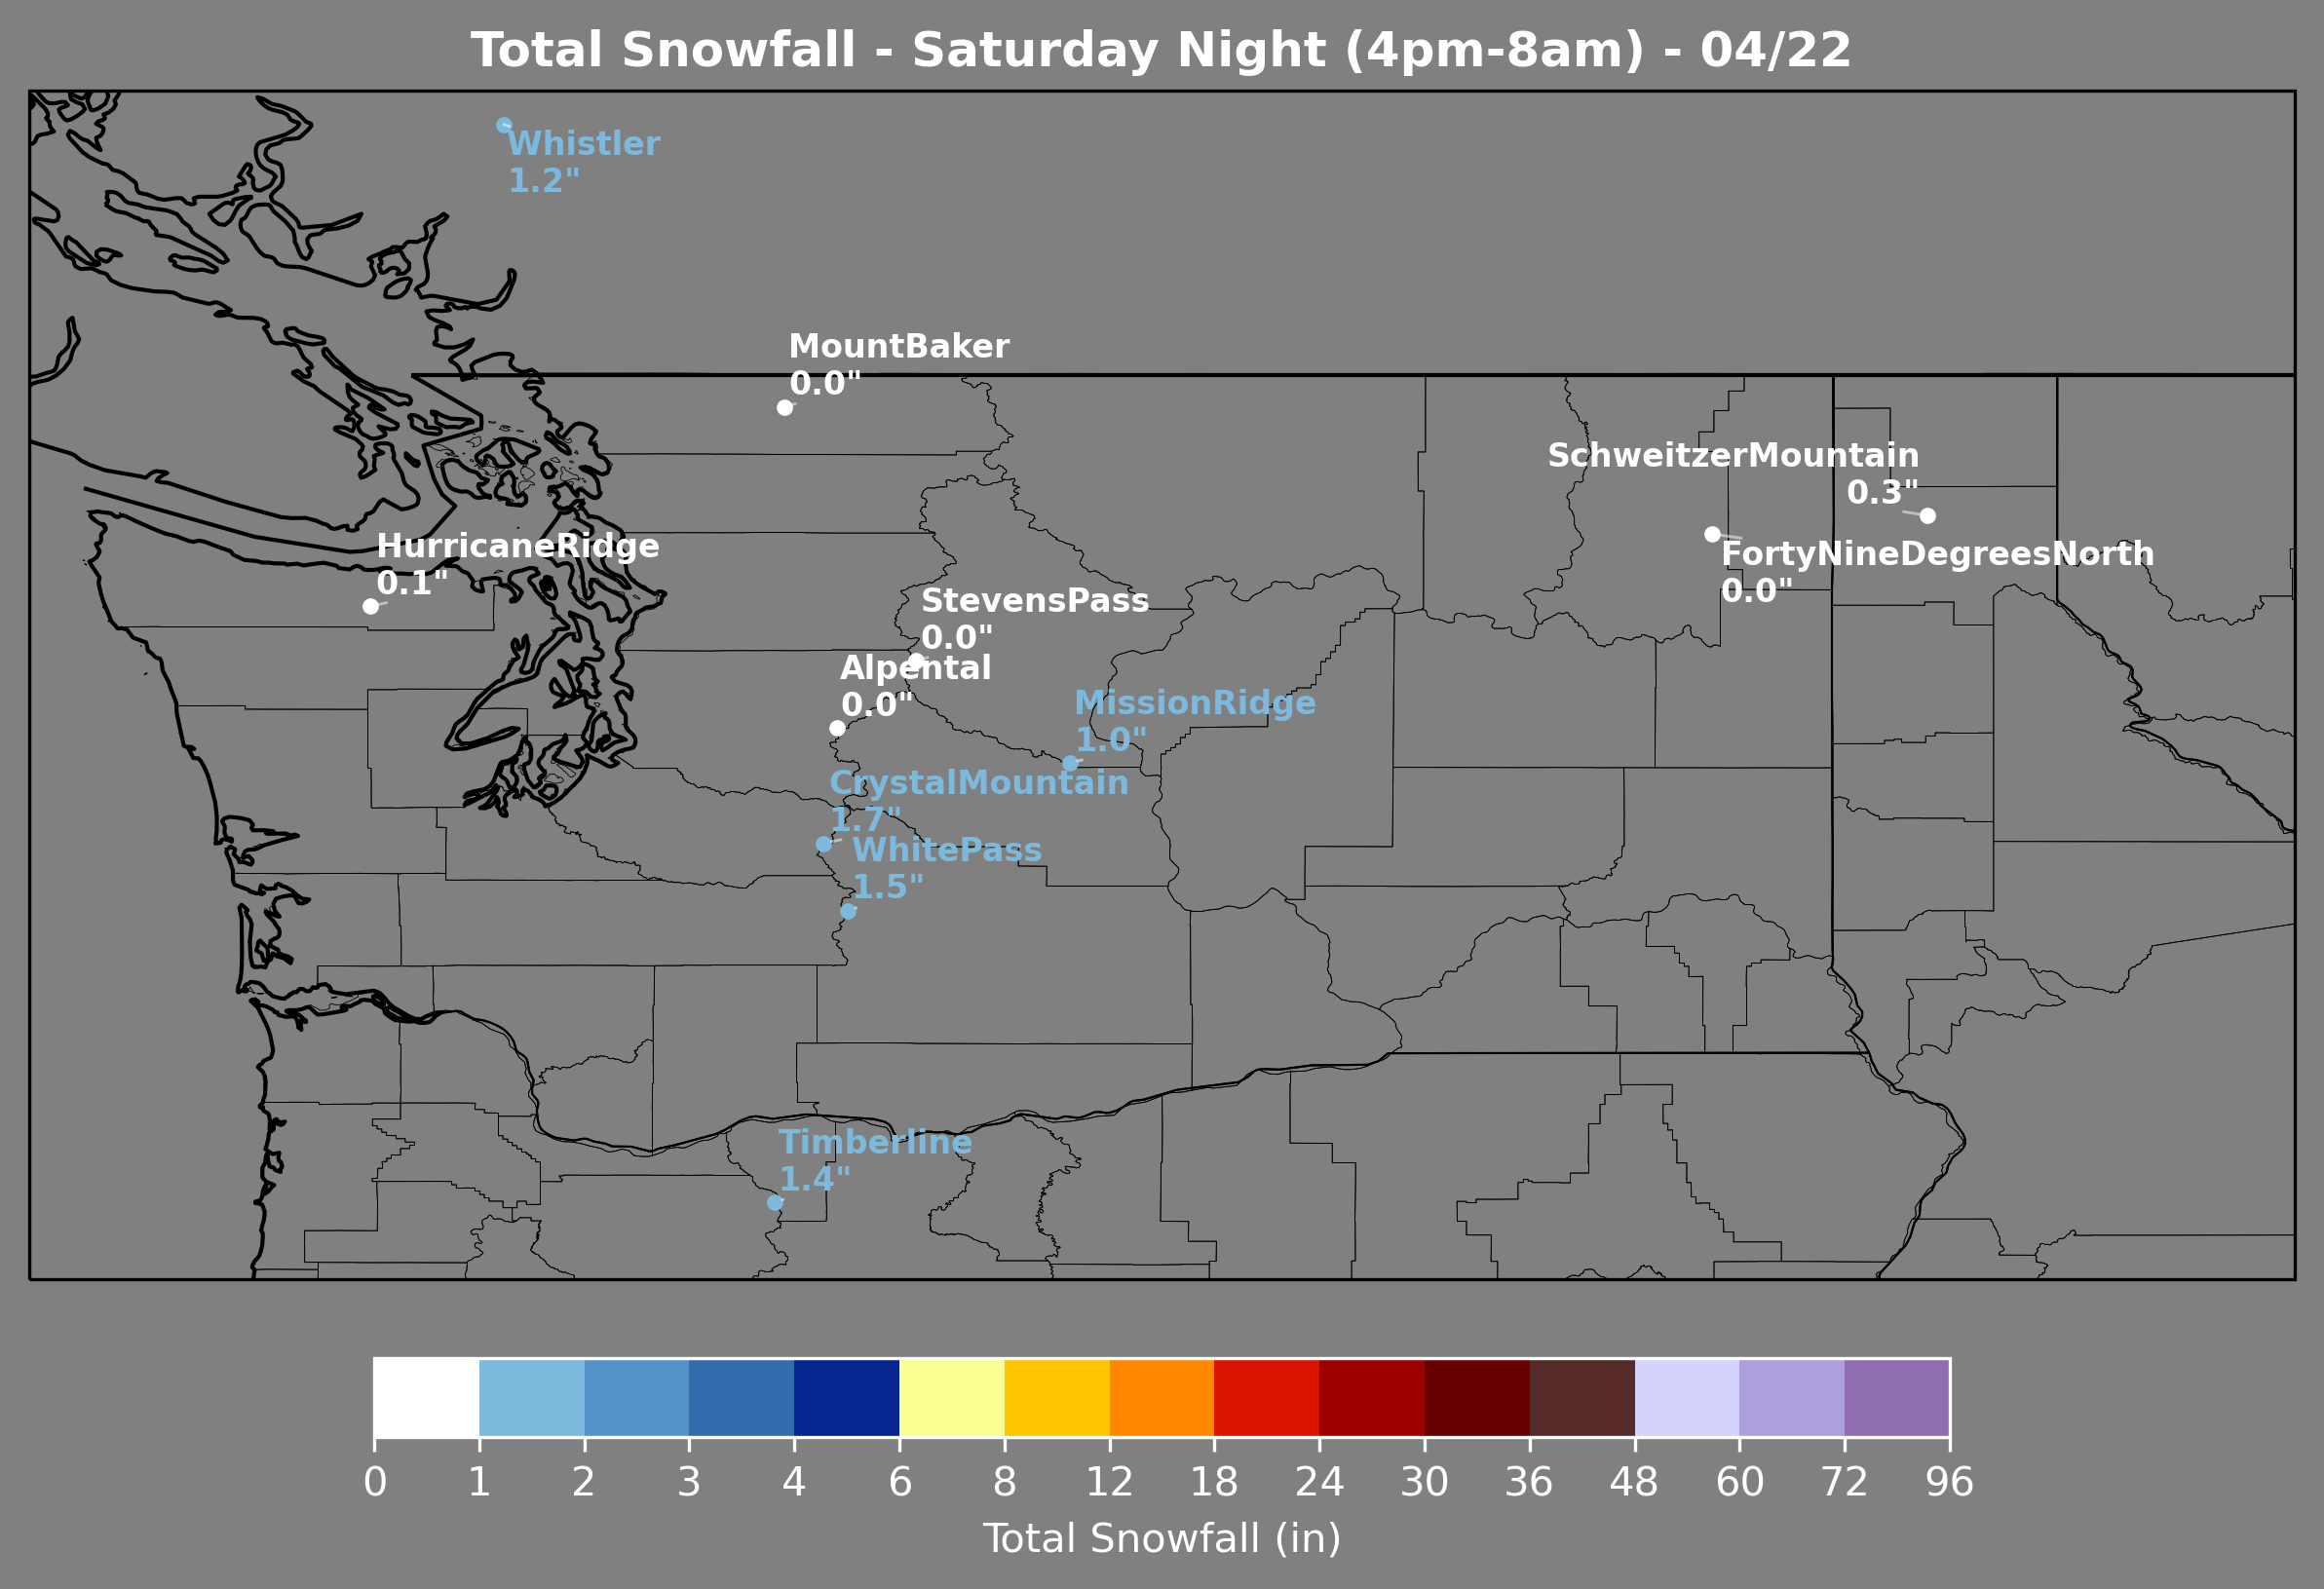 Total Snowfall - Saturday Night (4pm-8am) - 04/22
Whistler
1.2"
MountBaker
0.0"
SchweitzerMountain
0.3"
HurricaneRidge
0.1"
FortyNineDegreesNorth
0.0"
StevensPass
0.0"
Alpental
0.0"
MissionRidge
1.0"
CrystalMountain
1.7"
WhitePass
1.5"
Timberline
1.4"
0 1 2 3 4 6 8 12 18 24 30 36 48 60 72 96
Total Snowfall (in)